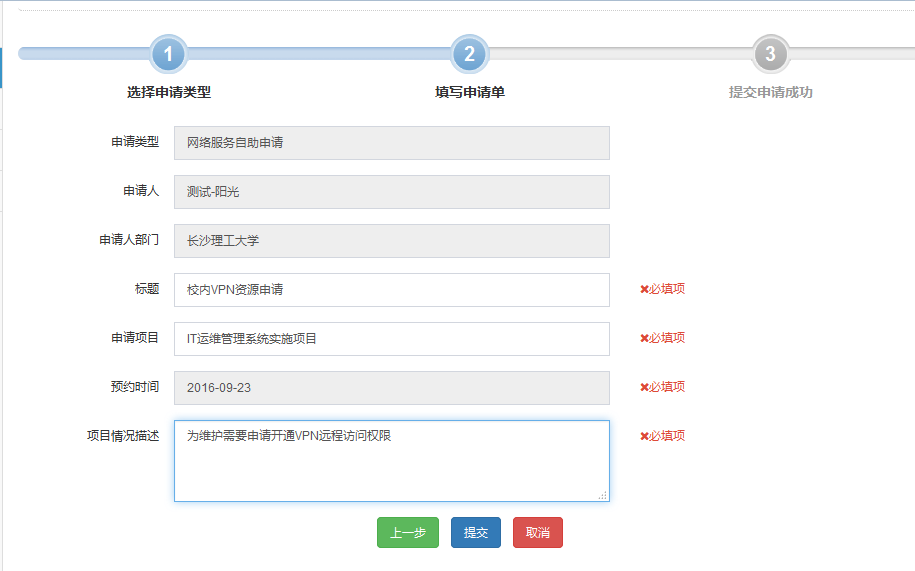 1 2 3
选择申请类型 填写申请单 提交申请成功
申请类型 网络服务自助申请
申请人 测试-阳光
申请人部门 长沙理工大学
标题 校内VPN资源申请 ✖必填项
申请项目 IT运维管理系统实施项目 ✖必填项
预约时间 2016-09-23 ✖必填项
项目情况描述 为维护需要申请开通VPN远程访问权限 ✖必填项
上一步 提交 取消